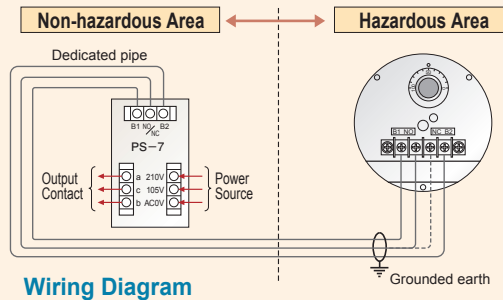 Non-hazardous Area
Hazardous Area
Dedicated pipe
B1 NO/NC B2
PS-7
Output Contact
a 210V
c 105V
b AC0V
Power Source
B1 NO
NC B2
Grounded earth
Wiring Diagram